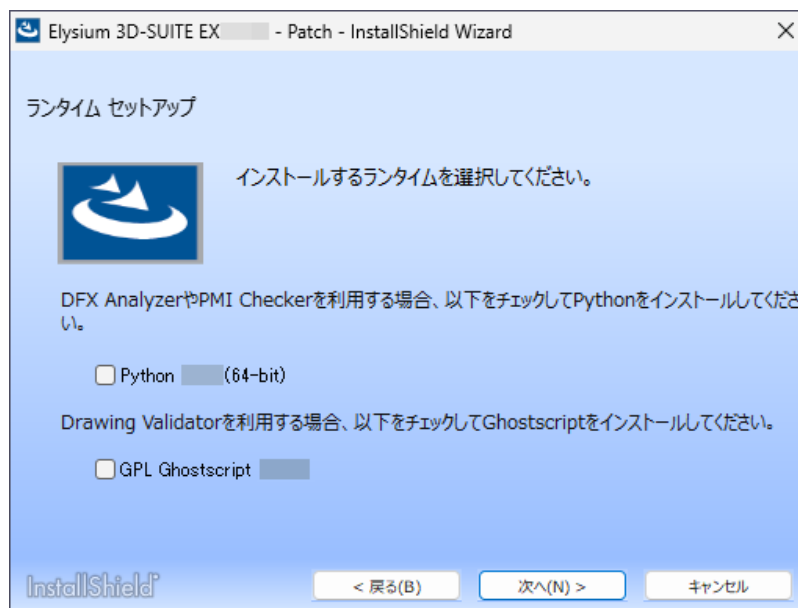 Elysium 3D-SUITE EX - Patch - InstallShield Wizard
ランタイム セットアップ
インストールするランタイムを選択してください。
DFX AnalyzerやPMI Checkerを利用する場合、以下をチェックしてPythonをインストールしてくださ
い。
Python (64-bit)
Drawing Validatorを利用する場合、以下をチェックしてGhostscriptをインストールしてください。
GPL Ghostscript
InstallShield
< 戻る(B)
次へ(N) >
キャンセル